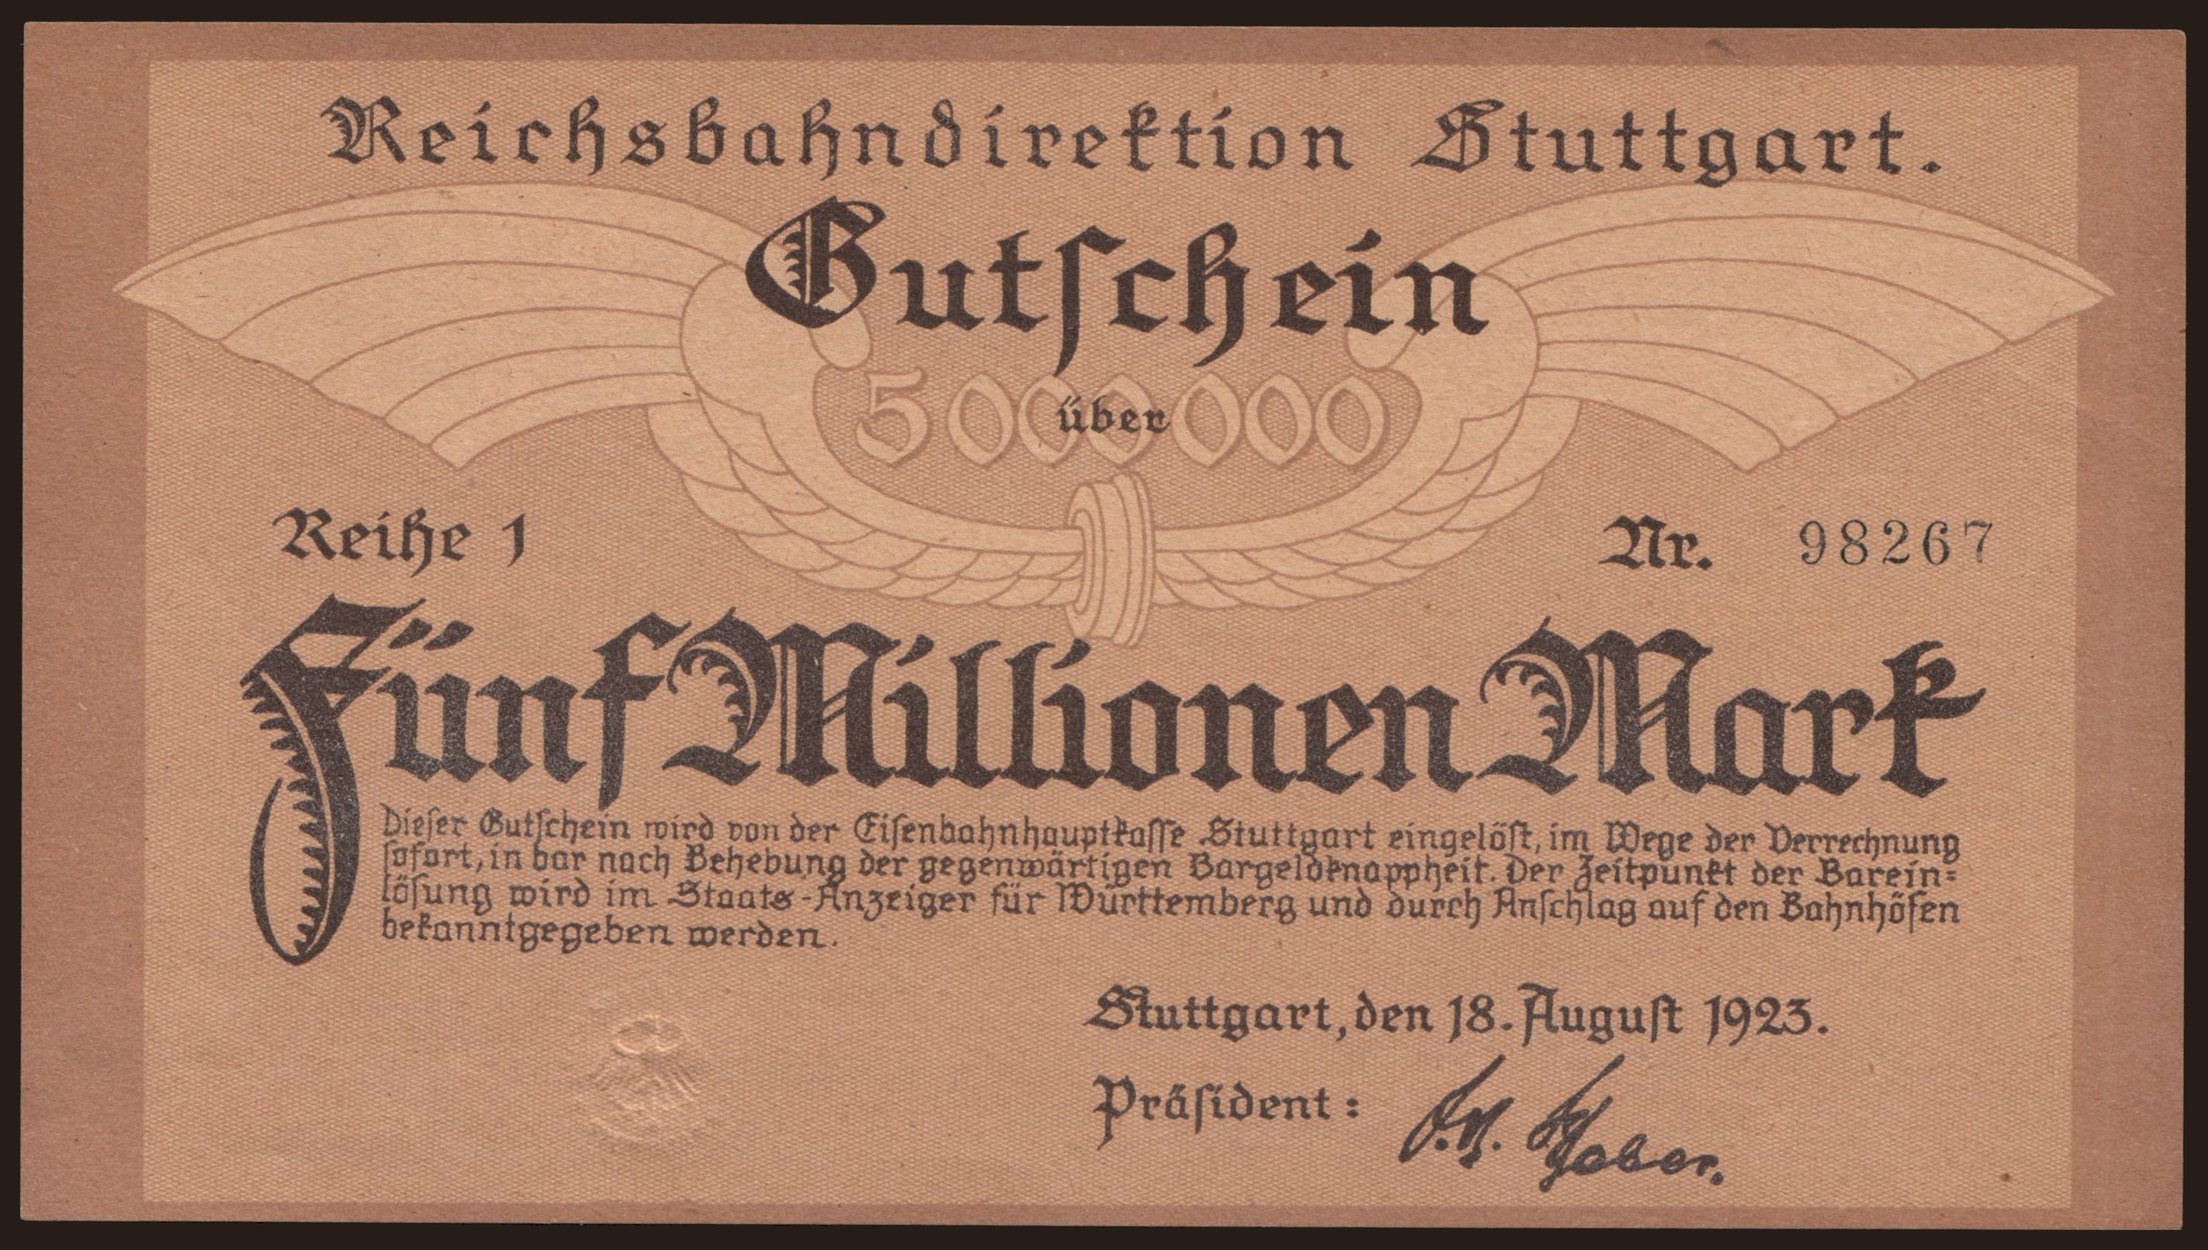 Reichsbahndirektion Stuttgart.
Gutſchein
5000000
über
Reihe 1
Nr. 98267
Fünf Millionen Mark
Dieſer Gutſchein wird von der Eiſenbahnhauptkaſſe Stuttgart eingelöſt, im Wege der Verrechnung
ſofort, in bar nach Behebung der gegenwärtigen Bargeldknappheit. Der Zeitpunkt der Barein=
löſung wird im Staats-Anzeiger für Württemberg und durch Anſchlag auf den Bahnhöfen
bekanntgegeben werden.
Stuttgart, den 18. Auguſt 1923.
Präſident: